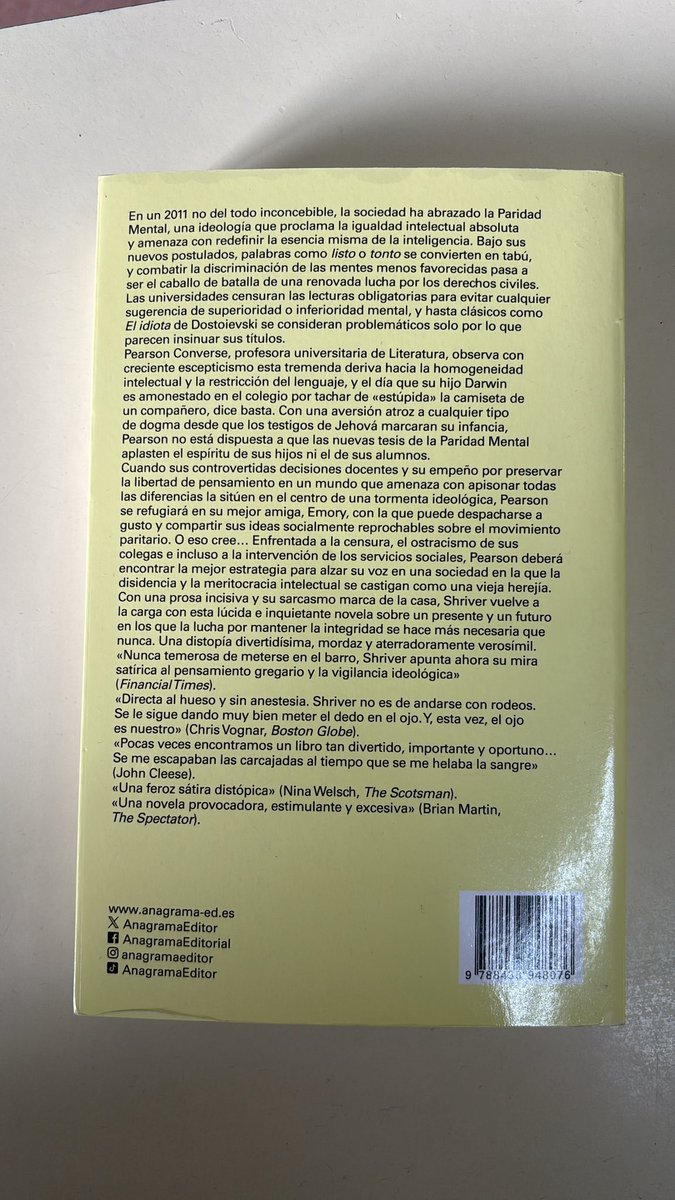 En un 2011 no del todo inconcebible, la sociedad ha abrazado la Paridad
Mental, una ideología que proclama la igualdad intelectual absoluta
y amenaza con redefinir la esencia misma de la inteligencia. Bajo sus
nuevos postulados, palabras como listo o tonto se convierten en tabú,
y combatir la discriminación de las mentes menos favorecidas pasa a
ser el caballo de batalla de una renovada lucha por los derechos civiles.
Las universidades censuran las lecturas obligatorias para evitar cualquier
sugerencia de superioridad o inferioridad mental, y hasta clásicos como
El idiota de Dostoievski se consideran problemáticos solo por lo que
parecen insinuar sus títulos.
Pearson Converse, profesora universitaria de Literatura, observa con
creciente escepticismo esta tremenda deriva hacia la homogeneidad
intelectual y la restricción del lenguaje, y el día que su hijo Darwin
es amonestado en el colegio por tachar de «estúpida» la camiseta de
un compañero, dice basta. Con una aversión atroz a cualquier tipo
de dogma desde que los testigos de Jehová marcaran su infancia,
Pearson no está dispuesta a que las nuevas tesis de la Paridad Mental
aplasten el espíritu de sus hijos ni el de sus alumnos.
Cuando sus controvertidas decisiones docentes y su empeño por preservar
la libertad de pensamiento en un mundo que amenaza con apisonar todas
las diferencias la sitúen en el centro de una tormenta ideológica, Pearson
se refugiará en su mejor amiga, Emory, con la que puede despacharse a
gusto y compartir sus ideas socialmente reprochables sobre el movimiento
paritario. O eso cree... Enfrentada a la censura, el ostracismo de sus
colegas e incluso a la intervención de los servicios sociales, Pearson deberá
encontrar la mejor estrategia para alzar su voz en una sociedad en la que la
disidencia y la meritocracia intelectual se castigan como una vieja herejía.
Con una prosa incisiva y su sarcasmo marca de la casa, Shriver vuelve a
la carga con esta lúcida e inquietante novela sobre un presente y un futuro
en los que la lucha por mantener la integridad se hace más necesaria que
nunca. Una distopía divertidísima, mordaz y aterradoramente verosímil.
«Nunca temerosa de meterse en el barro, Shriver apunta ahora su mira
satírica al pensamiento gregario y la vigilancia ideológica»
(Financial Times).
«Directa al hueso y sin anestesia. Shriver no es de andarse con rodeos.
Se le sigue dando muy bien meter el dedo en el ojo. Y, esta vez, el ojo
es nuestro» (Chris Vognar, Boston Globe).
«Pocas veces encontramos un libro tan divertido, importante y oportuno...
Se me escapaban las carcajadas al tiempo que se me helaba la sangre»
(John Cleese).
«Una feroz sátira distópica» (Nina Welsch, The Scotsman).
«Una novela provocadora, estimulante y excesiva» (Brian Martin,
The Spectator).
www.anagrama-ed.es
AnagramaEditor
AnagramaEditorial
anagramaeditor
AnagramaEditor